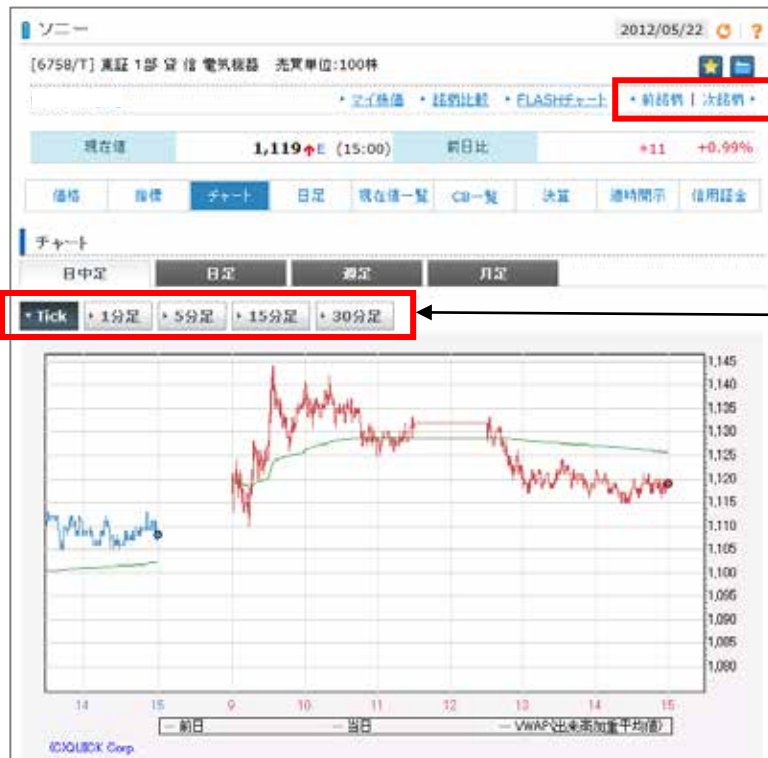 ソニー 2012/05/22 ?
[6758/T] 東証 1部 貸 信 電気機器 売買単位:100株
・マイ株価 ・銘柄比較 ・FLASHチャート ・前銘柄 | 次銘柄・
現在値 1,119↑E (15:00) 前日比 +11 +0.99%
価格 指標 チャート 日足 現在値一覧 CB一覧 決算 適時開示 信用証金
チャート
日中足 日足 週足 月足
Tick 1分足 5分足 15分足 30分足
1,145
1,140
1,135
1,130
1,125
1,120
1,115
1,110
1,105
1,100
1,095
1,090
1,085
1,080
14 15 9 10 11 12 13 14 15
― 前日 ― 当日 ― VWAP(出来高加重平均値)
(C)QUICK Corp.